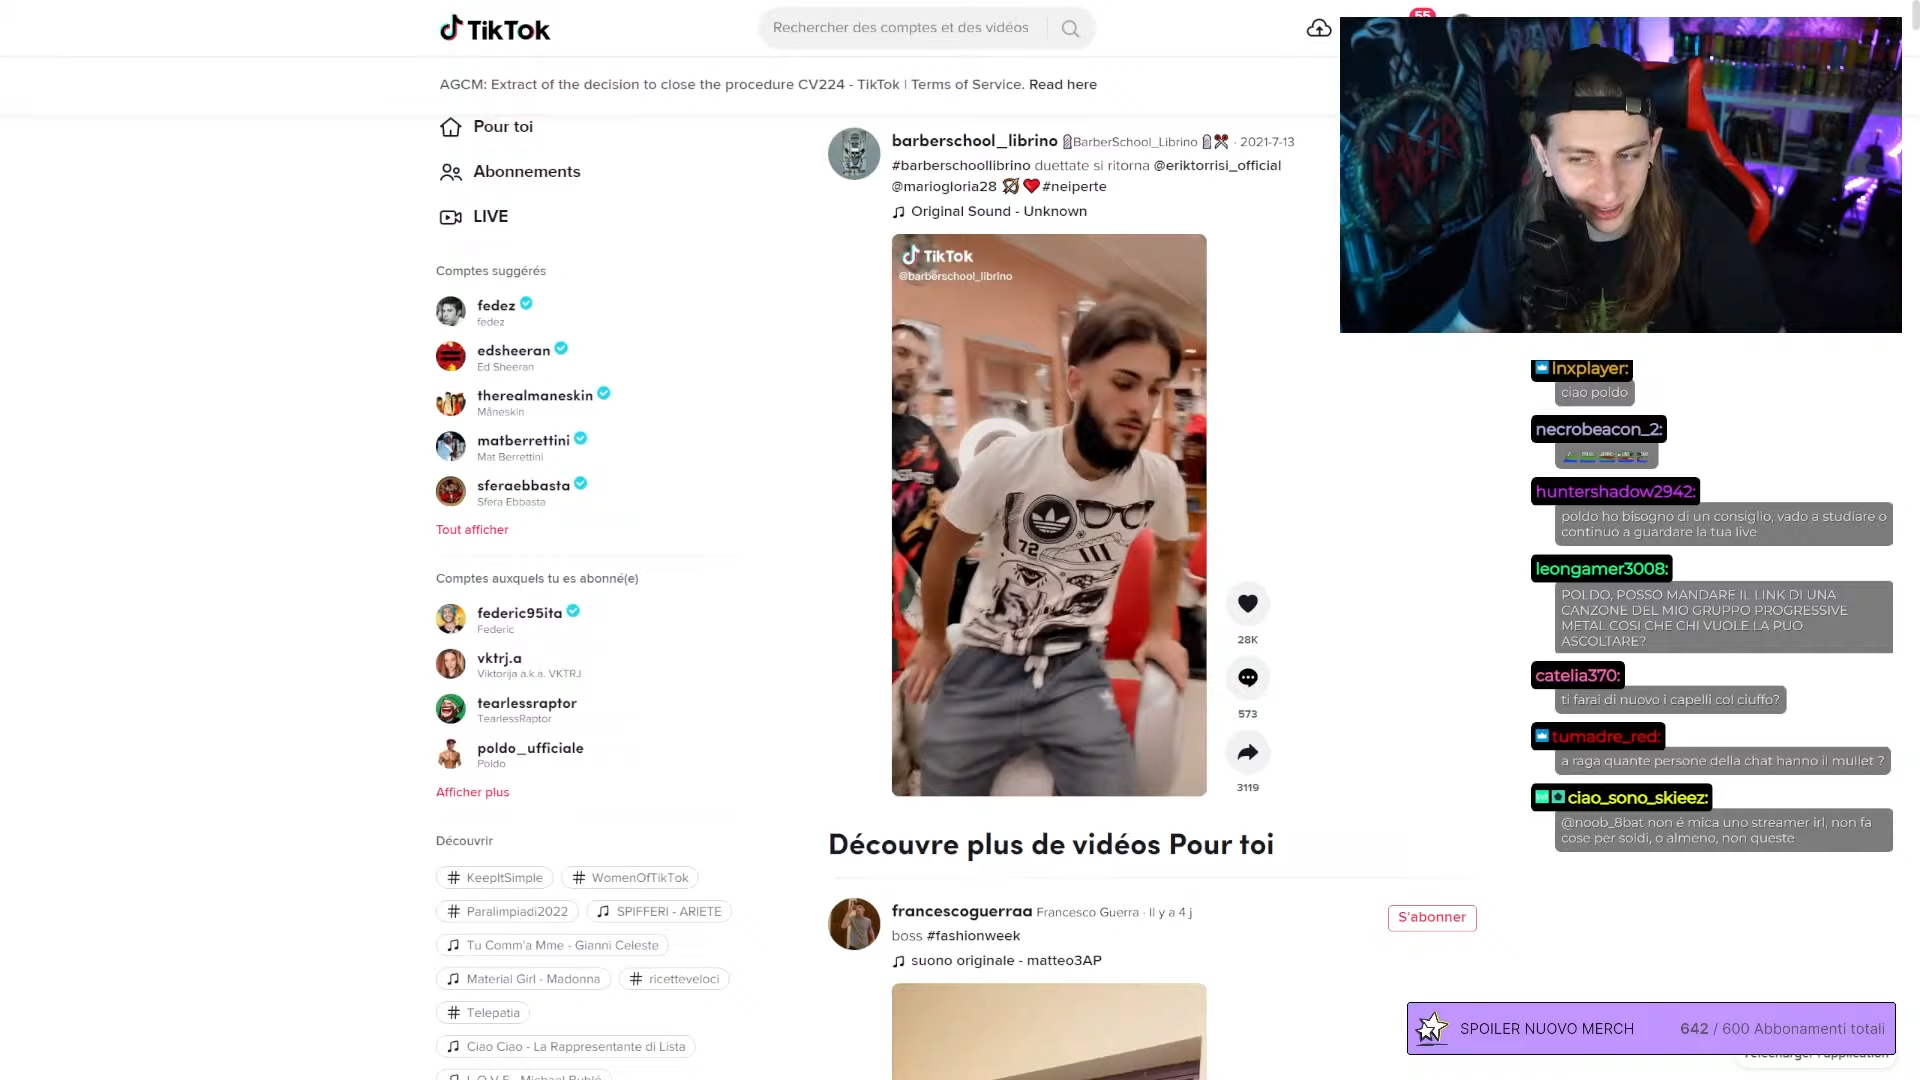 TikTok
Rechercher des comptes et des vidéos
55
AGCM: Extract of the decision to close the procedure CV224 - TikTok | Terms of Service. Read here
Pour toi
Abonnements
LIVE
Comptes suggérés
fedez
fedez
edsheeran
Ed Sheeran
therealmaneskin
Måneskin
matberrettini
Mat Berrettini
sferaebbasta
Sfera Ebbasta
Tout afficher
Comptes auxquels tu es abonné(e)
federic95ita
Federic
vktrj.a
Viktorija a.k.a. VKTRJ
tearlessraptor
TearlessRaptor
poldo_ufficiale
Poldo
Afficher plus
Découvrir
# KeepItSimple
# WomenOfTikTok
# Paralimpiadi2022
SPIFFERI - ARIETE
Tu Comm'a Mme - Gianni Celeste
Material Girl - Madonna
# ricetteveloci
# Telepatia
Ciao Ciao - La Rappresentante di Lista
L.O.V.E. - Michael Bublé
barberschool_librino 💈BarberSchool_Librino 💈✂️ · 2021-7-13
#barberschoollibrino duettate si ritorna @eriktorrisi_official
@mariogloria28 ❤️ #neiperte
Original Sound - Unknown
TikTok
@barberschool_librino
72
28K
573
3119
Découvre plus de vidéos Pour toi
francescoguerraa Francesco Guerra · Il y a 4 j
S'abonner
boss #fashionweek
suono originale - matteo3AP
lnxplayer:
ciao poldo
necrobeacon_2:
huntershadow2942:
poldo ho bisogno di un consiglio, vado a studiare o
continuo a guardare la tua live
leongamer3008:
POLDO, POSSO MANDARE IL LINK DI UNA
CANZONE DEL MIO GRUPPO PROGRESSIVE
METAL COSI CHE CHI VUOLE LA PUO
ASCOLTARE?
catelia370:
ti farai di nuovo i capelli col ciuffo?
tumadre_red:
a raga quante persone della chat hanno il mullet ?
ciao_sono_skieez:
@noob_8bat non é mica uno streamer irl, non fa
cose per soldi, o almeno, non queste
SPOILER NUOVO MERCH
642 / 600 Abbonamenti totali
Télécharger l'application